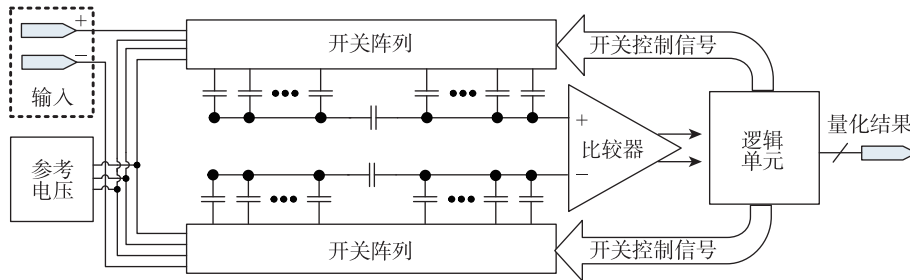 +
开关阵列
开关控制信号
−
输入
+
比较器
−
逻辑
单元
量化结果
参考
电压
开关阵列
开关控制信号